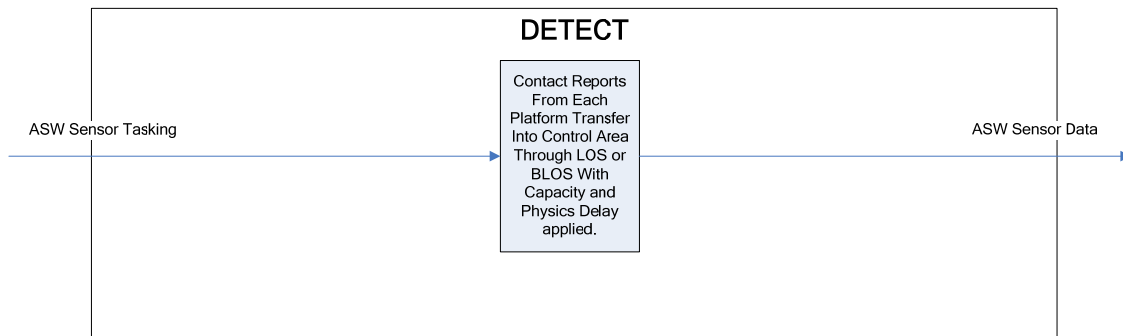 DETECT
Contact Reports
From Each
Platform Transfer
Into Control Area
Through LOS or
BLOS With
Capacity and
Physics Delay
applied.
ASW Sensor Tasking
ASW Sensor Data